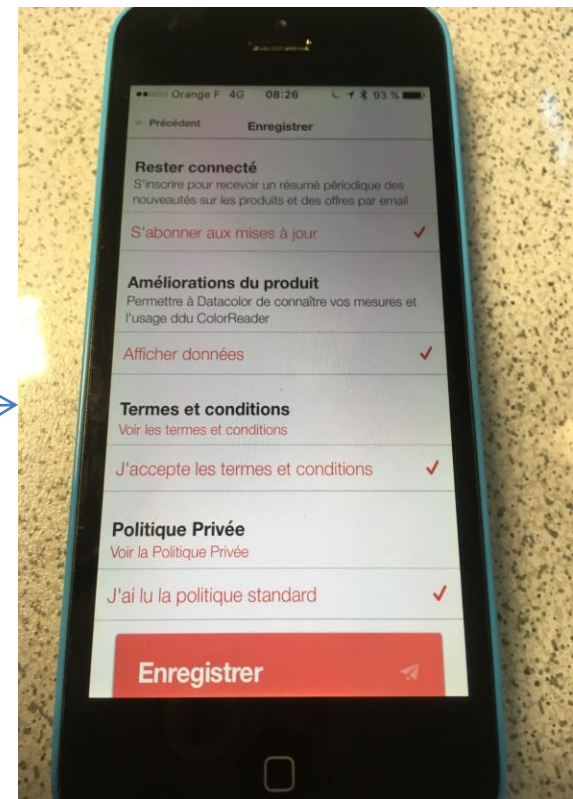 Orange F 4G 08:26 93 %
Précédent Enregistrer
Rester connecté
S'inscrire pour recevoir un résumé périodique des
nouveautés sur les produits et des offres par email
S'abonner aux mises à jour
Améliorations du produit
Permettre à Datacolor de connaître vos mesures et
l'usage ddu ColorReader
Afficher données
Termes et conditions
Voir les termes et conditions
J'accepte les termes et conditions
Politique Privée
Voir la Politique Privée
J'ai lu la politique standard
Enregistrer